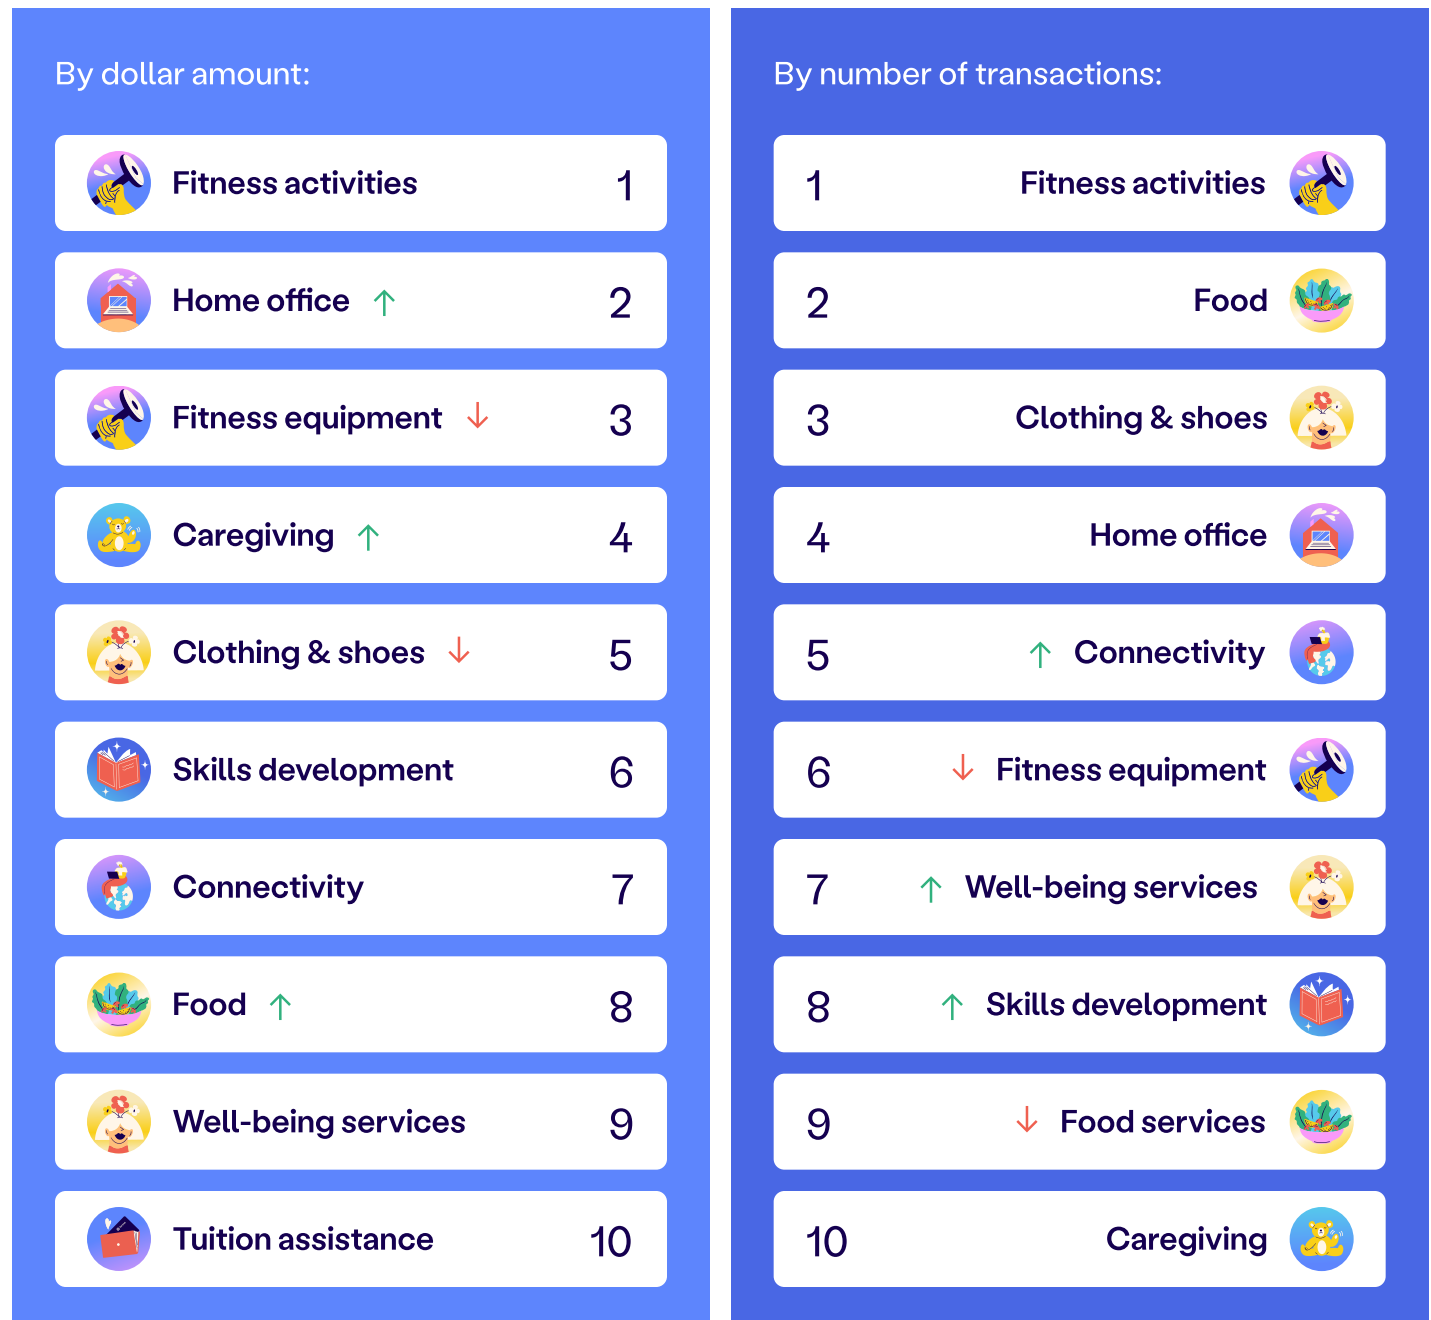 By dollar amount:
Fitness activities 1
Home office ↑ 2
Fitness equipment ↓ 3
Caregiving ↑ 4
Clothing & shoes ↓ 5
Skills development 6
Connectivity 7
Food ↑ 8
Well-being services 9
Tuition assistance 10
By number of transactions:
1 Fitness activities
2 Food
3 Clothing & shoes
4 Home office
5 ↑ Connectivity
6 ↓ Fitness equipment
7 ↑ Well-being services
8 ↑ Skills development
9 ↓ Food services
10 Caregiving